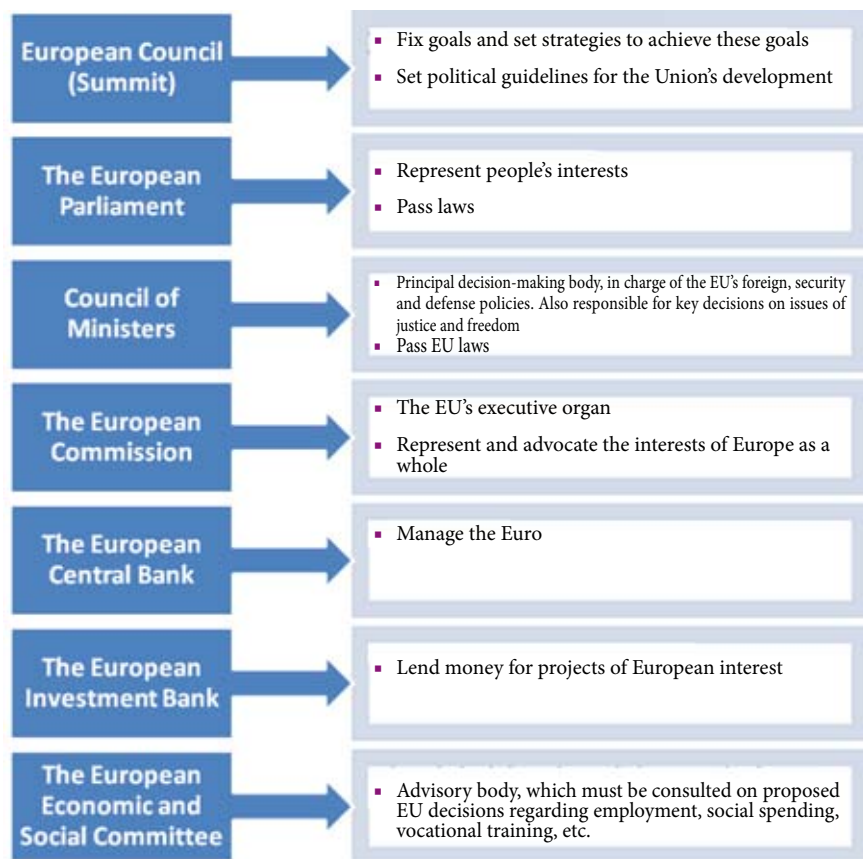 European Council
(Summit)
▪ Fix goals and set strategies to achieve these goals
▪ Set political guidelines for the Union’s development
The European
Parliament
▪ Represent people’s interests
▪ Pass laws
Council of
Ministers
▪ Principal decision-making body, in charge of the EU’s foreign, security
and defense policies. Also responsible for key decisions on issues of
justice and freedom
▪ Pass EU laws
The European
Commission
▪ The EU’s executive organ
▪ Represent and advocate the interests of Europe as a
whole
The European
Central Bank
▪ Manage the Euro
The European
Investment Bank
▪ Lend money for projects of European interest
The European
Economic and
Social Committee
▪ Advisory body, which must be consulted on proposed
EU decisions regarding employment, social spending,
vocational training, etc.